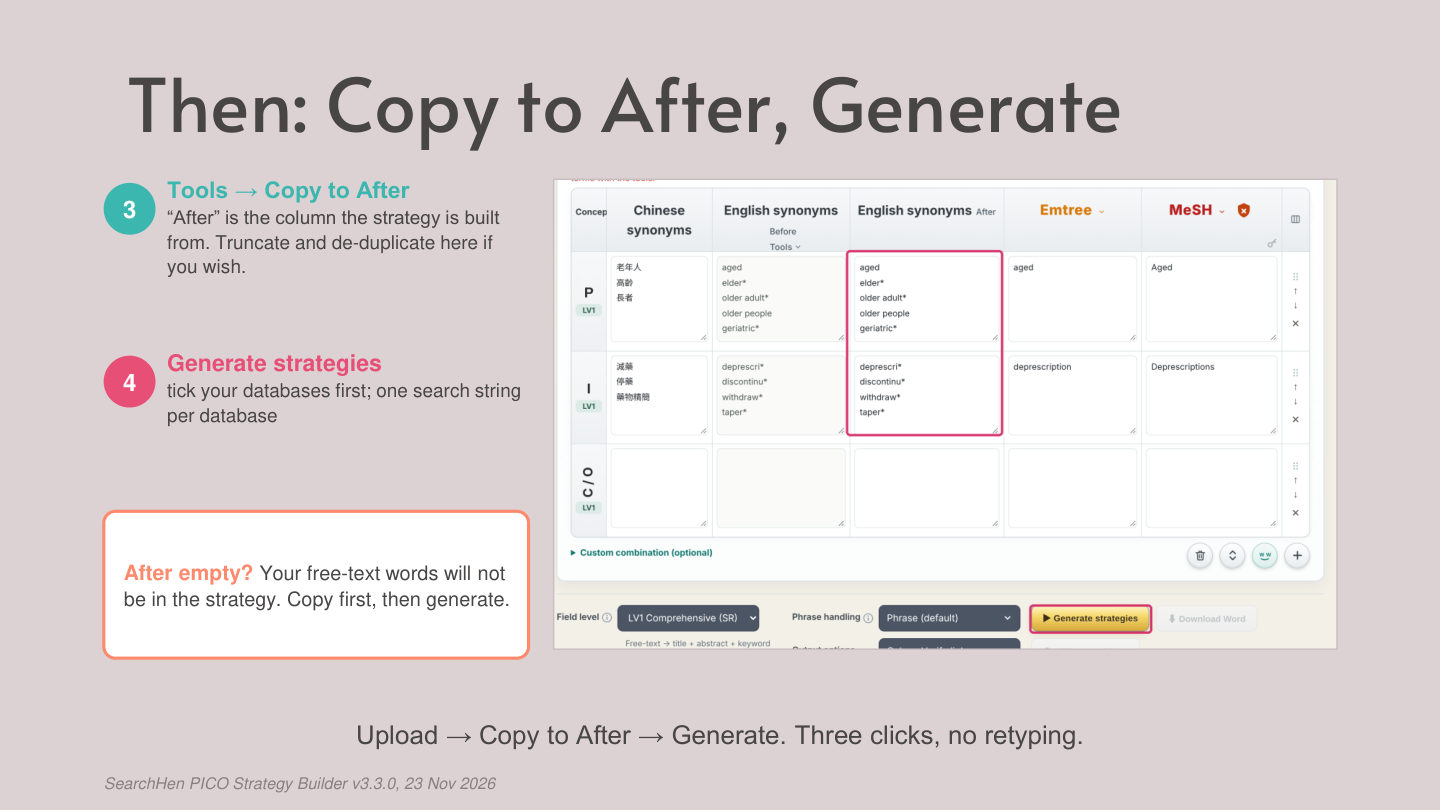 Then: Copy to After, Generate
3
Tools → Copy to After
“After” is the column the strategy is built
from. Truncate and de-duplicate here if
you wish.
4
Generate strategies
tick your databases first; one search string
per database
After empty? Your free-text words will not
be in the strategy. Copy first, then generate.
Concep
Chinese
synonyms
English synonyms
Before
Tools
English synonyms After
Emtree
MeSH
P
LV1
老年人
高齡
長者
aged
elder*
older adult*
older people
geriatric*
aged
elder*
older adult*
older people
geriatric*
aged
Aged
I
LV1
減藥
停藥
藥物精簡
deprescri*
discontinu*
withdraw*
taper*
deprescri*
discontinu*
withdraw*
taper*
deprescription
Deprescriptions
C / O
LV1
Custom combination (optional)
Field level
LV1 Comprehensive (SR)
Phrase handling
Phrase (default)
Generate strategies
Download Word
Free-text → title + abstract + keyword
Upload → Copy to After → Generate. Three clicks, no retyping.
SearchHen PICO Strategy Builder v3.3.0, 23 Nov 2026